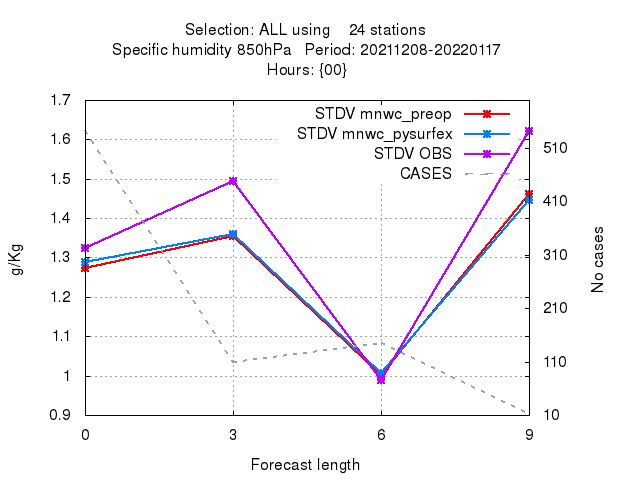 Selection: ALL using    24 stations
Specific humidity 850hPa   Period: 20211208-20220117
Hours: {00}
STDV mnwc_preop
STDV mnwc_pysurfex
STDV OBS
CASES
1.7
1.6
1.5
1.4
1.3
1.2
1.1
1
0.9
g/Kg
510
410
310
210
110
10
No cases
0
3
6
9
Forecast length